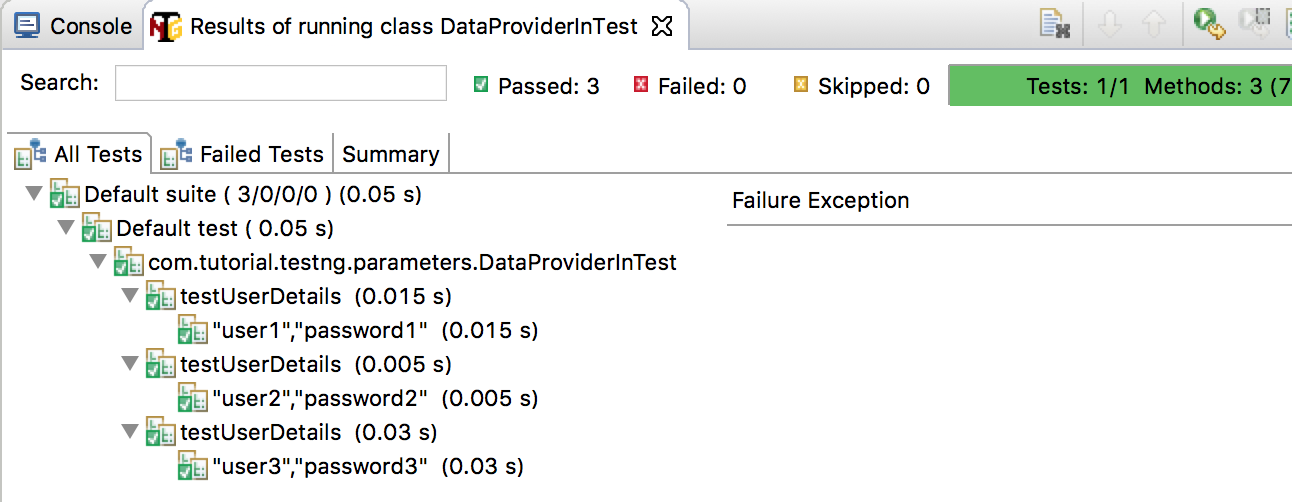 Console Results of running class DataProviderInTest
Search: Passed: 3 Failed: 0 Skipped: 0 Tests: 1/1 Methods: 3 (7
All Tests Failed Tests Summary
Default suite ( 3/0/0/0 ) (0.05 s)
Failure Exception
Default test ( 0.05 s)
com.tutorial.testng.parameters.DataProviderInTest
testUserDetails (0.015 s)
"user1","password1" (0.015 s)
testUserDetails (0.005 s)
"user2","password2" (0.005 s)
testUserDetails (0.03 s)
"user3","password3" (0.03 s)